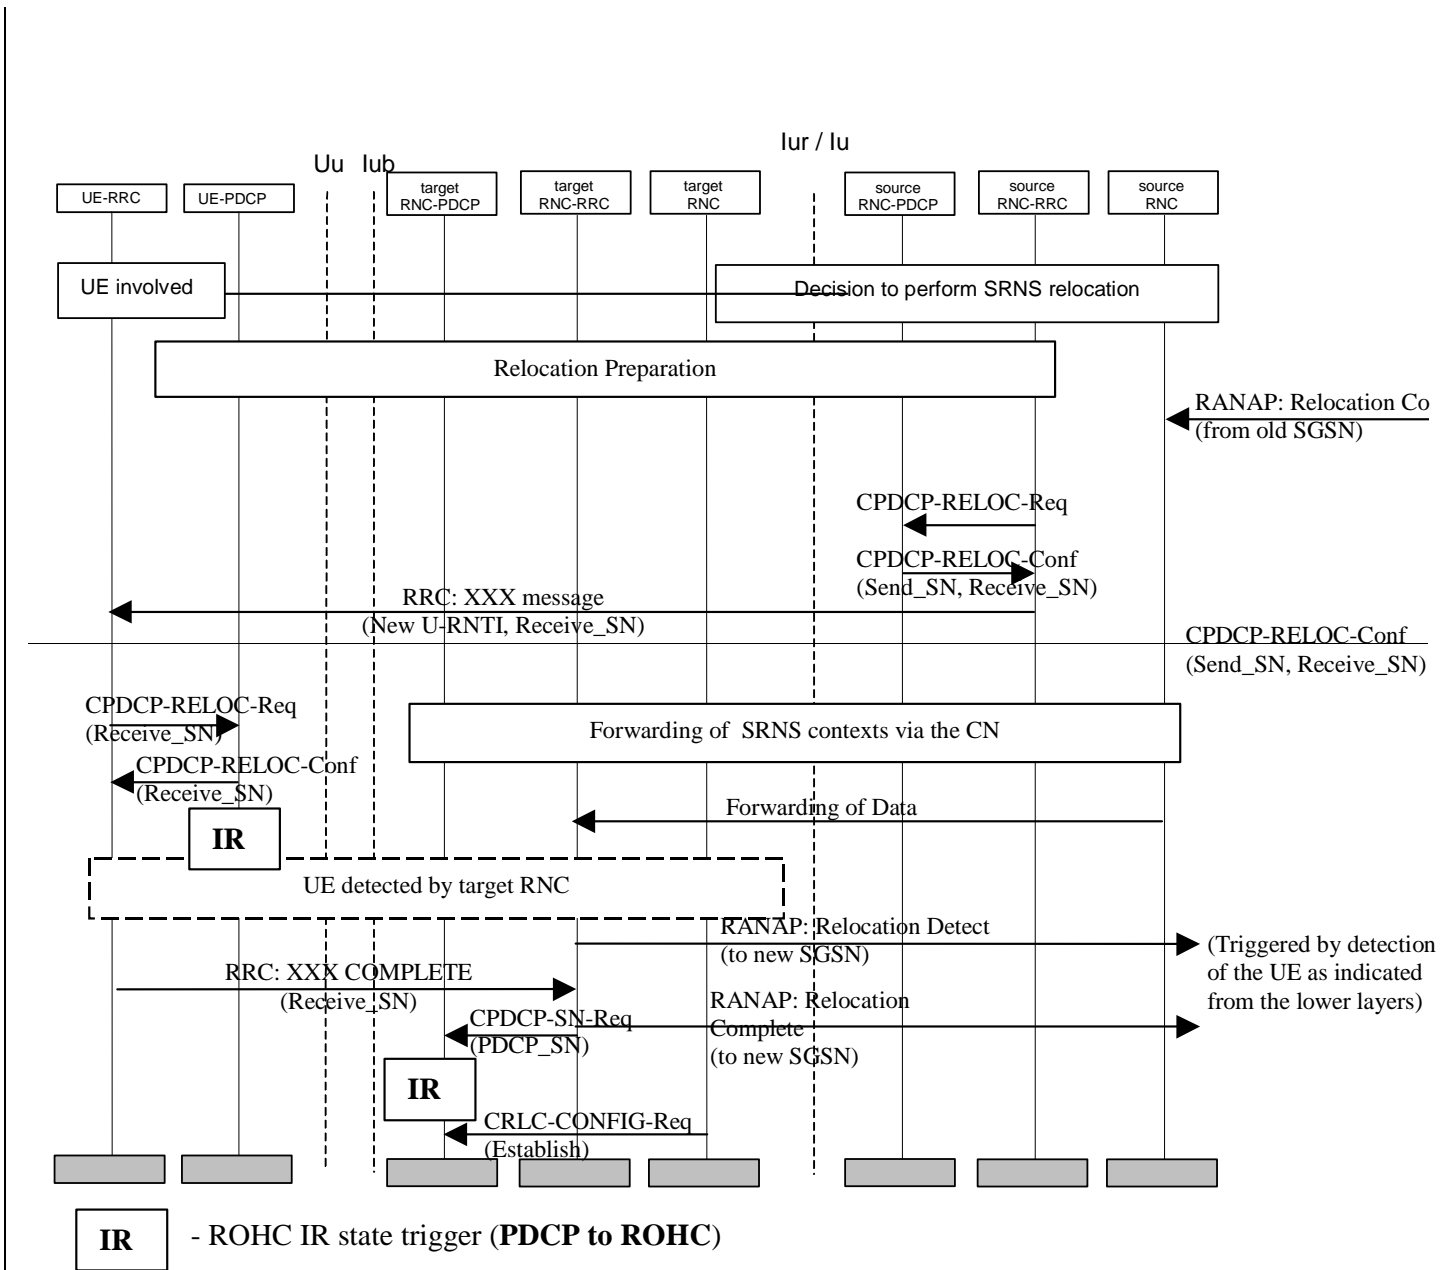 Iur / Iu
Uu Iub
UE-RRC
UE-PDCP
target
RNC-PDCP
target
RNC-RRC
target
RNC
source
RNC-PDCP
source
RNC-RRC
source
RNC
UE involved
Decision to perform SRNS relocation
Relocation Preparation
RANAP: Relocation Co
(from old SGSN)
CPDCP-RELOC-Req
CPDCP-RELOC-Conf
(Send_SN, Receive_SN)
RRC: XXX message
(New U-RNTI, Receive_SN)
CPDCP-RELOC-Conf
(Send_SN, Receive_SN)
CPDCP-RELOC-Req
(Receive_SN)
Forwarding of SRNS contexts via the CN
CPDCP-RELOC-Conf
(Receive_SN)
Forwarding of Data
IR
UE detected by target RNC
RANAP: Relocation Detect
(to new SGSN)
(Triggered by detection
of the UE as indicated
from the lower layers)
RRC: XXX COMPLETE
(Receive_SN)
RANAP: Relocation
Complete
(to new SGSN)
CPDCP-SN-Req
(PDCP_SN)
IR
CRLC-CONFIG-Req
(Establish)
IR - ROHC IR state trigger (PDCP to ROHC)